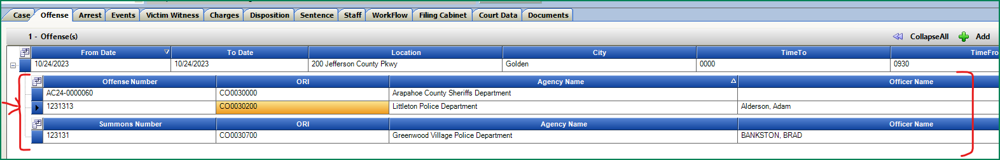 Case Offense Arrest Events Victim Witness Charges Disposition Sentence Staff WorkFlow Filing Cabinet Court Data Documents
1 - Offense(s) CollapseAll Add
From Date To Date Location City TimeTo TimeFro
10/24/2023 10/24/2023 200 Jefferson County Pkwy Golden 0000 0930
Offense Number ORI Agency Name Officer Name
AC24-0000060 CO0030000 Arapahoe County Sheriffs Department
1231313 CO0030200 Littleton Police Department Alderson, Adam
Summons Number ORI Agency Name Officer Name
123131 CO0030700 Greenwood Village Police Department BANKSTON, BRAD